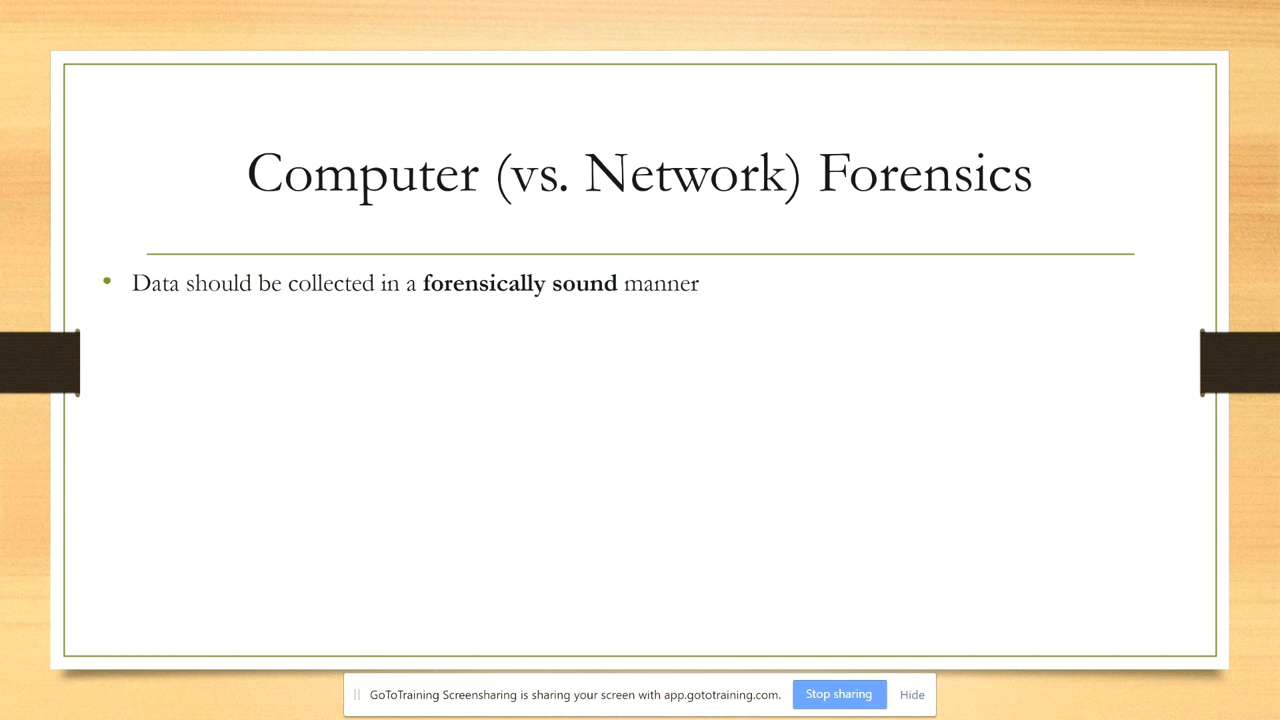 Computer (vs. Network) Forensics
• Data should be collected in a forensically sound manner
GoToTraining Screensharing is sharing your screen with app.gototraining.com. Stop sharing Hide